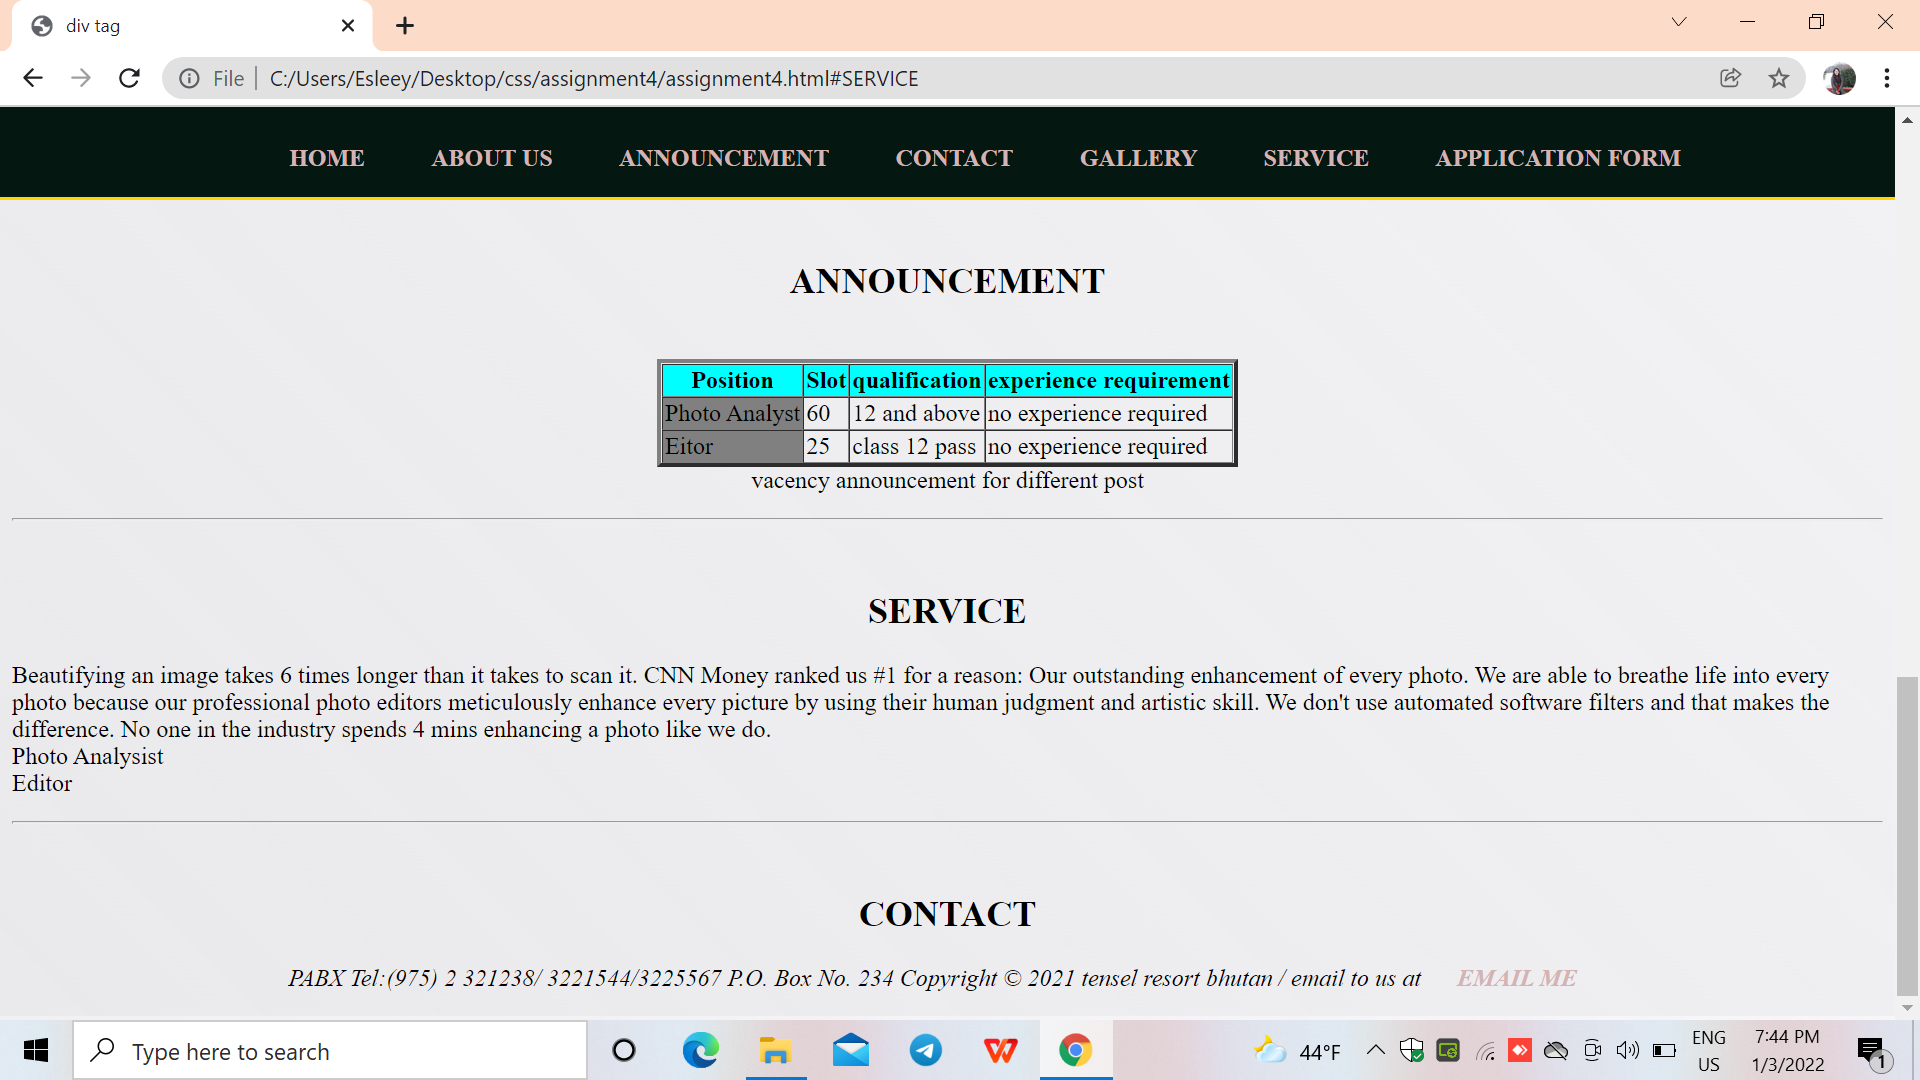 div tag
File
C:/Users/Esleey/Desktop/css/assignment4/assignment4.html#SERVICE
HOME ABOUT US ANNOUNCEMENT CONTACT GALLERY SERVICE APPLICATION FORM
ANNOUNCEMENT
Position Slot qualification experience requirement
Photo Analyst 60 12 and above no experience required
Eitor 25 class 12 pass no experience required
vacency announcement for different post
SERVICE
Beautifying an image takes 6 times longer than it takes to scan it. CNN Money ranked us #1 for a reason: Our outstanding enhancement of every photo. We are able to breathe life into every
photo because our professional photo editors meticulously enhance every picture by using their human judgment and artistic skill. We don't use automated software filters and that makes the
difference. No one in the industry spends 4 mins enhancing a photo like we do.
Photo Analysist
Editor
CONTACT
PABX Tel:(975) 2 321238/ 3221544/3225567 P.O. Box No. 234 Copyright © 2021 tensel resort bhutan / email to us at EMAIL ME
Type here to search
44°F
ENG
US
7:44 PM
1/3/2022
1